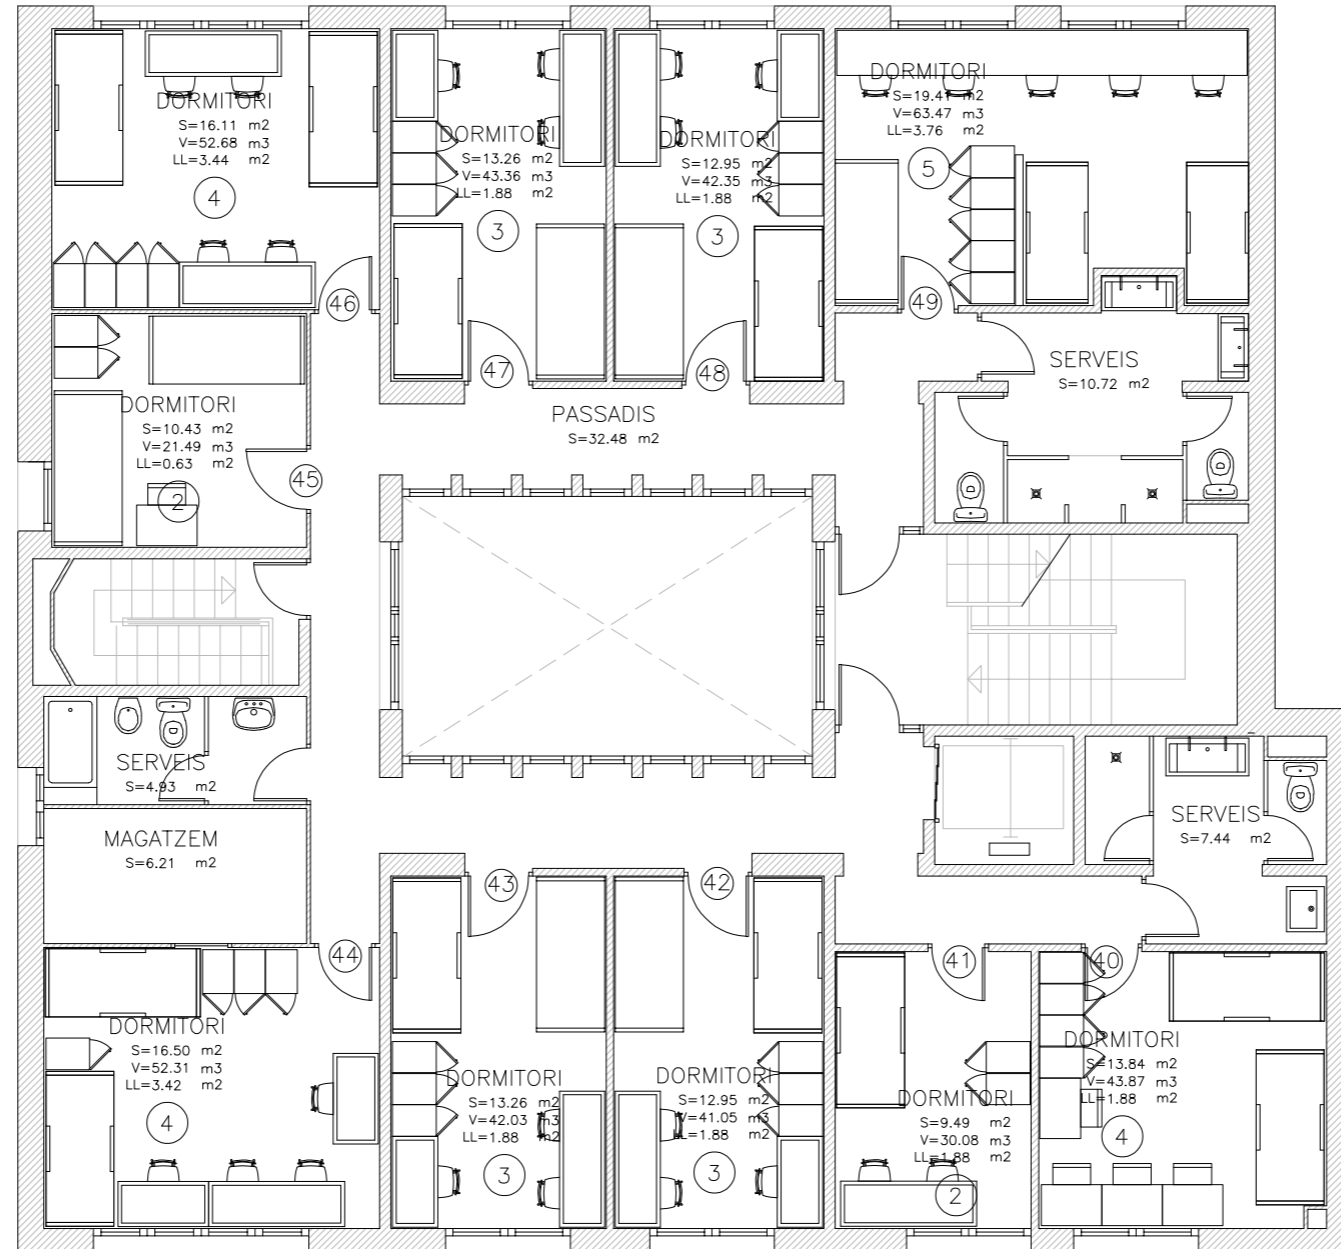 DORMITORI
S=16.11 m2
V=52.68 m3
LL=3.44 m2
4
46
DORMITORI
S=13.26 m2
V=43.36 m3
LL=1.88 m2
3
47
DORMITORI
S=12.95 m2
V=42.35 m3
LL=1.88 m2
3
48
DORMITORI
S=19.41 m2
V=63.47 m3
LL=3.76 m2
5
49
SERVEIS
S=10.72 m2
DORMITORI
S=10.43 m2
V=21.49 m3
LL=0.63 m2
2
45
PASSADIS
S=32.48 m2
SERVEIS
S=4.93 m2
MAGATZEM
S=6.21 m2
SERVEIS
S=7.44 m2
44
43
42
41
40
DORMITORI
S=16.50 m2
V=52.31 m3
LL=3.42 m2
4
DORMITORI
S=13.26 m2
V=42.03 m3
LL=1.88 m2
3
DORMITORI
S=12.95 m2
V=41.05 m3
LL=1.88 m2
3
DORMITORI
S=9.49 m2
V=30.08 m3
LL=1.88 m2
2
DORMITORI
S=13.84 m2
V=43.87 m3
LL=1.88 m2
4